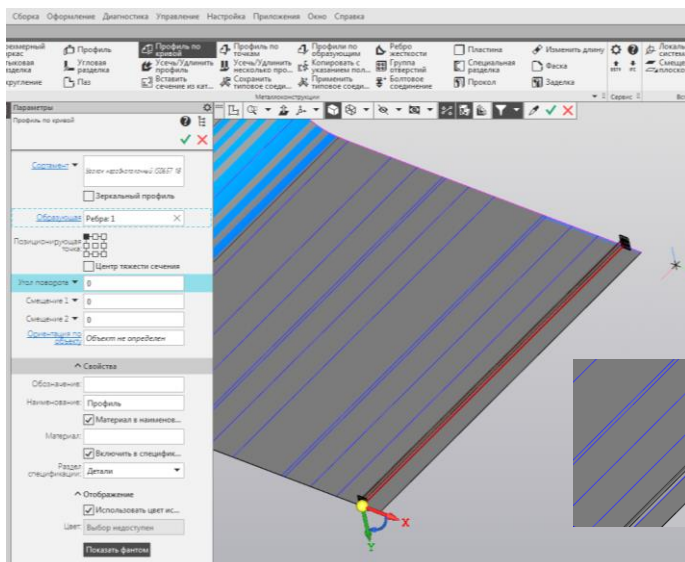 Сборка Оформление Диагностика Управление Настройка Приложения Окно Справка
Профиль
Профиль по кривой
Профиль по точкам
Профили по образующим
Ребро жесткости
Пластина
Изменить длину
Угловая разделка
Усечь/Удлинить профиль
Усечь/Удлинить несколько про...
Копировать с указанием пол...
Группа отверстий
Специальная разделка
Фаска
Паз
Вставить сечение из кат...
Сохранить типовое соеди...
Применить типовое соеди...
Болтовое соединение
Прокол
Заделка
Металлоконструкции
Сервис
Параметры
Профиль по кривой
Сортамент
Зеркальный профиль
Образующая Ребра: 1
Позиционирующая точка:
Центр тяжести сечения
Угол поворота 0
Смещение 1 0
Смещение 2 0
Ориентация по объекту Объект не определен
Свойства
Обозначение:
Наименование: Профиль
Материал в наименов...
Материал:
Включить в специфик...
Раздел спецификации: Детали
Отображение
Использовать цвет ис...
Цвет: Выбор недоступен
Показать фантом
X
Y